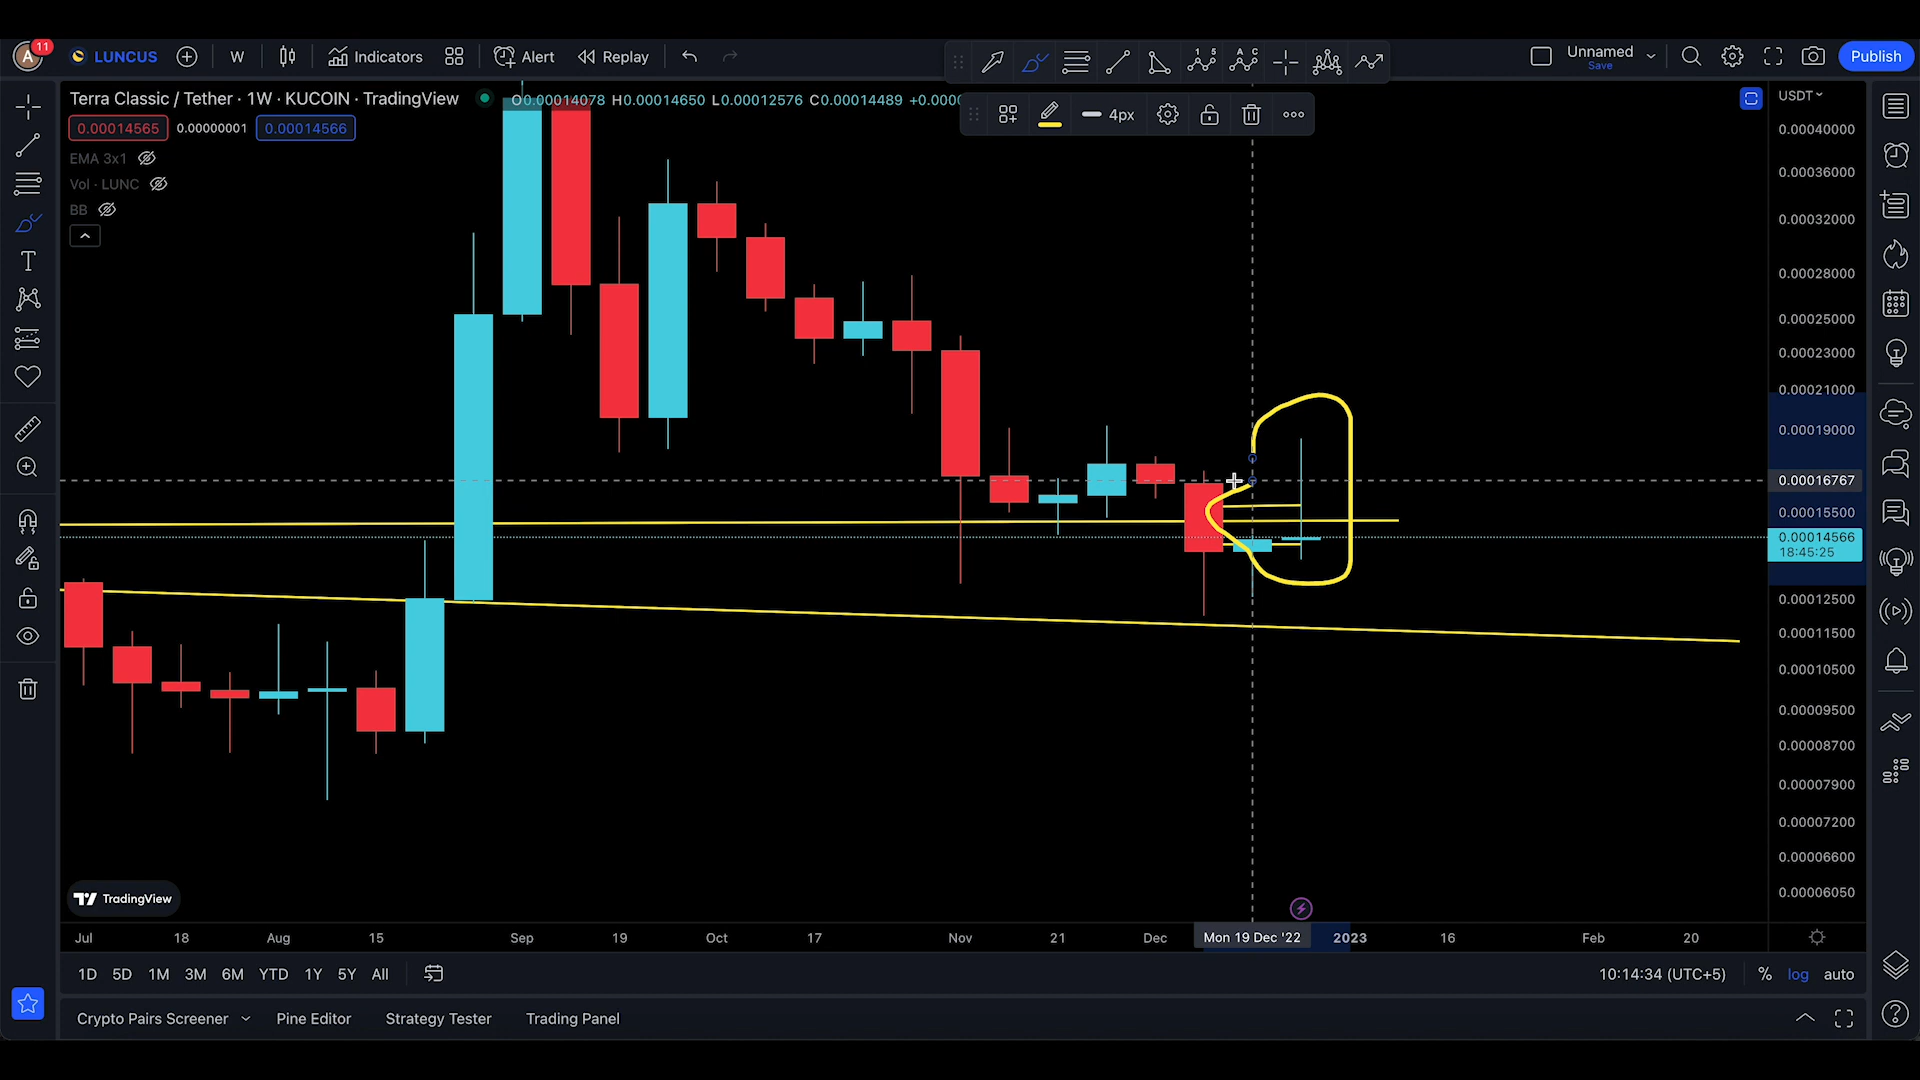 A 11 LUNCUS W Indicators Alert Replay 1 5 A C Unnamed Save Publish
Terra Classic / Tether · 1W · KUCOIN · TradingView O0.00014078 H0.00014650 L0.00012576 C0.00014489 +0.0000
4px
0.00014565 0.00000001 0.00014566
EMA 3x1
Vol · LUNC
BB
USDT
0.00040000
0.00036000
0.00032000
0.00028000
0.00025000
0.00023000
0.00021000
0.00019000
0.00016767
0.00015500
0.00014566
18:45:25
0.00012500
0.00011500
0.00010500
0.00009500
0.00008700
0.00007900
0.00007200
0.00006600
0.00006050
TradingView
Jul 18 Aug 15 Sep 19 Oct 17 Nov 21 Dec Mon 19 Dec '22 2023 16 Feb 20
1D 5D 1M 3M 6M YTD 1Y 5Y All 10:14:34 (UTC+5) % log auto
Crypto Pairs Screener Pine Editor Strategy Tester Trading Panel